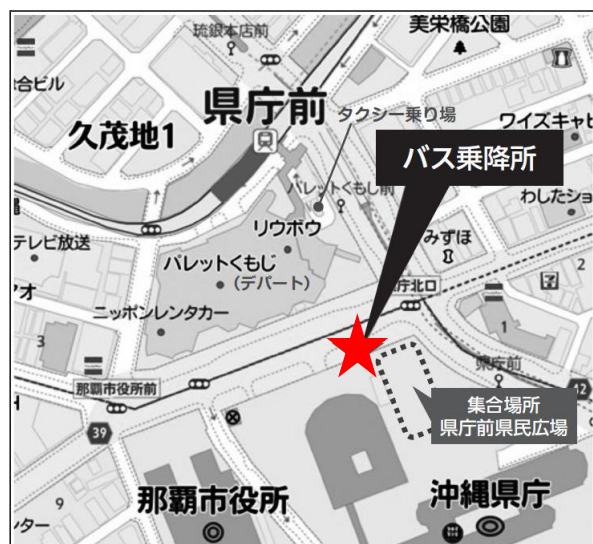 琉銀本店前
美栄橋公園
合ビル
県庁前
タクシー乗り場
久茂地1
ワイズキャビ
バス乗降所
パレットくもじ前
わしたショ
リウボウ
みずほ
テレビ放送
パレットくもじ
(デパート)
庁北口
2
アオ
ニッポンレンタカー
1
3
県庁前
那覇市役所前
42
集合場所
県庁前県民広場
39
9
那覇市役所
沖縄県庁
ター